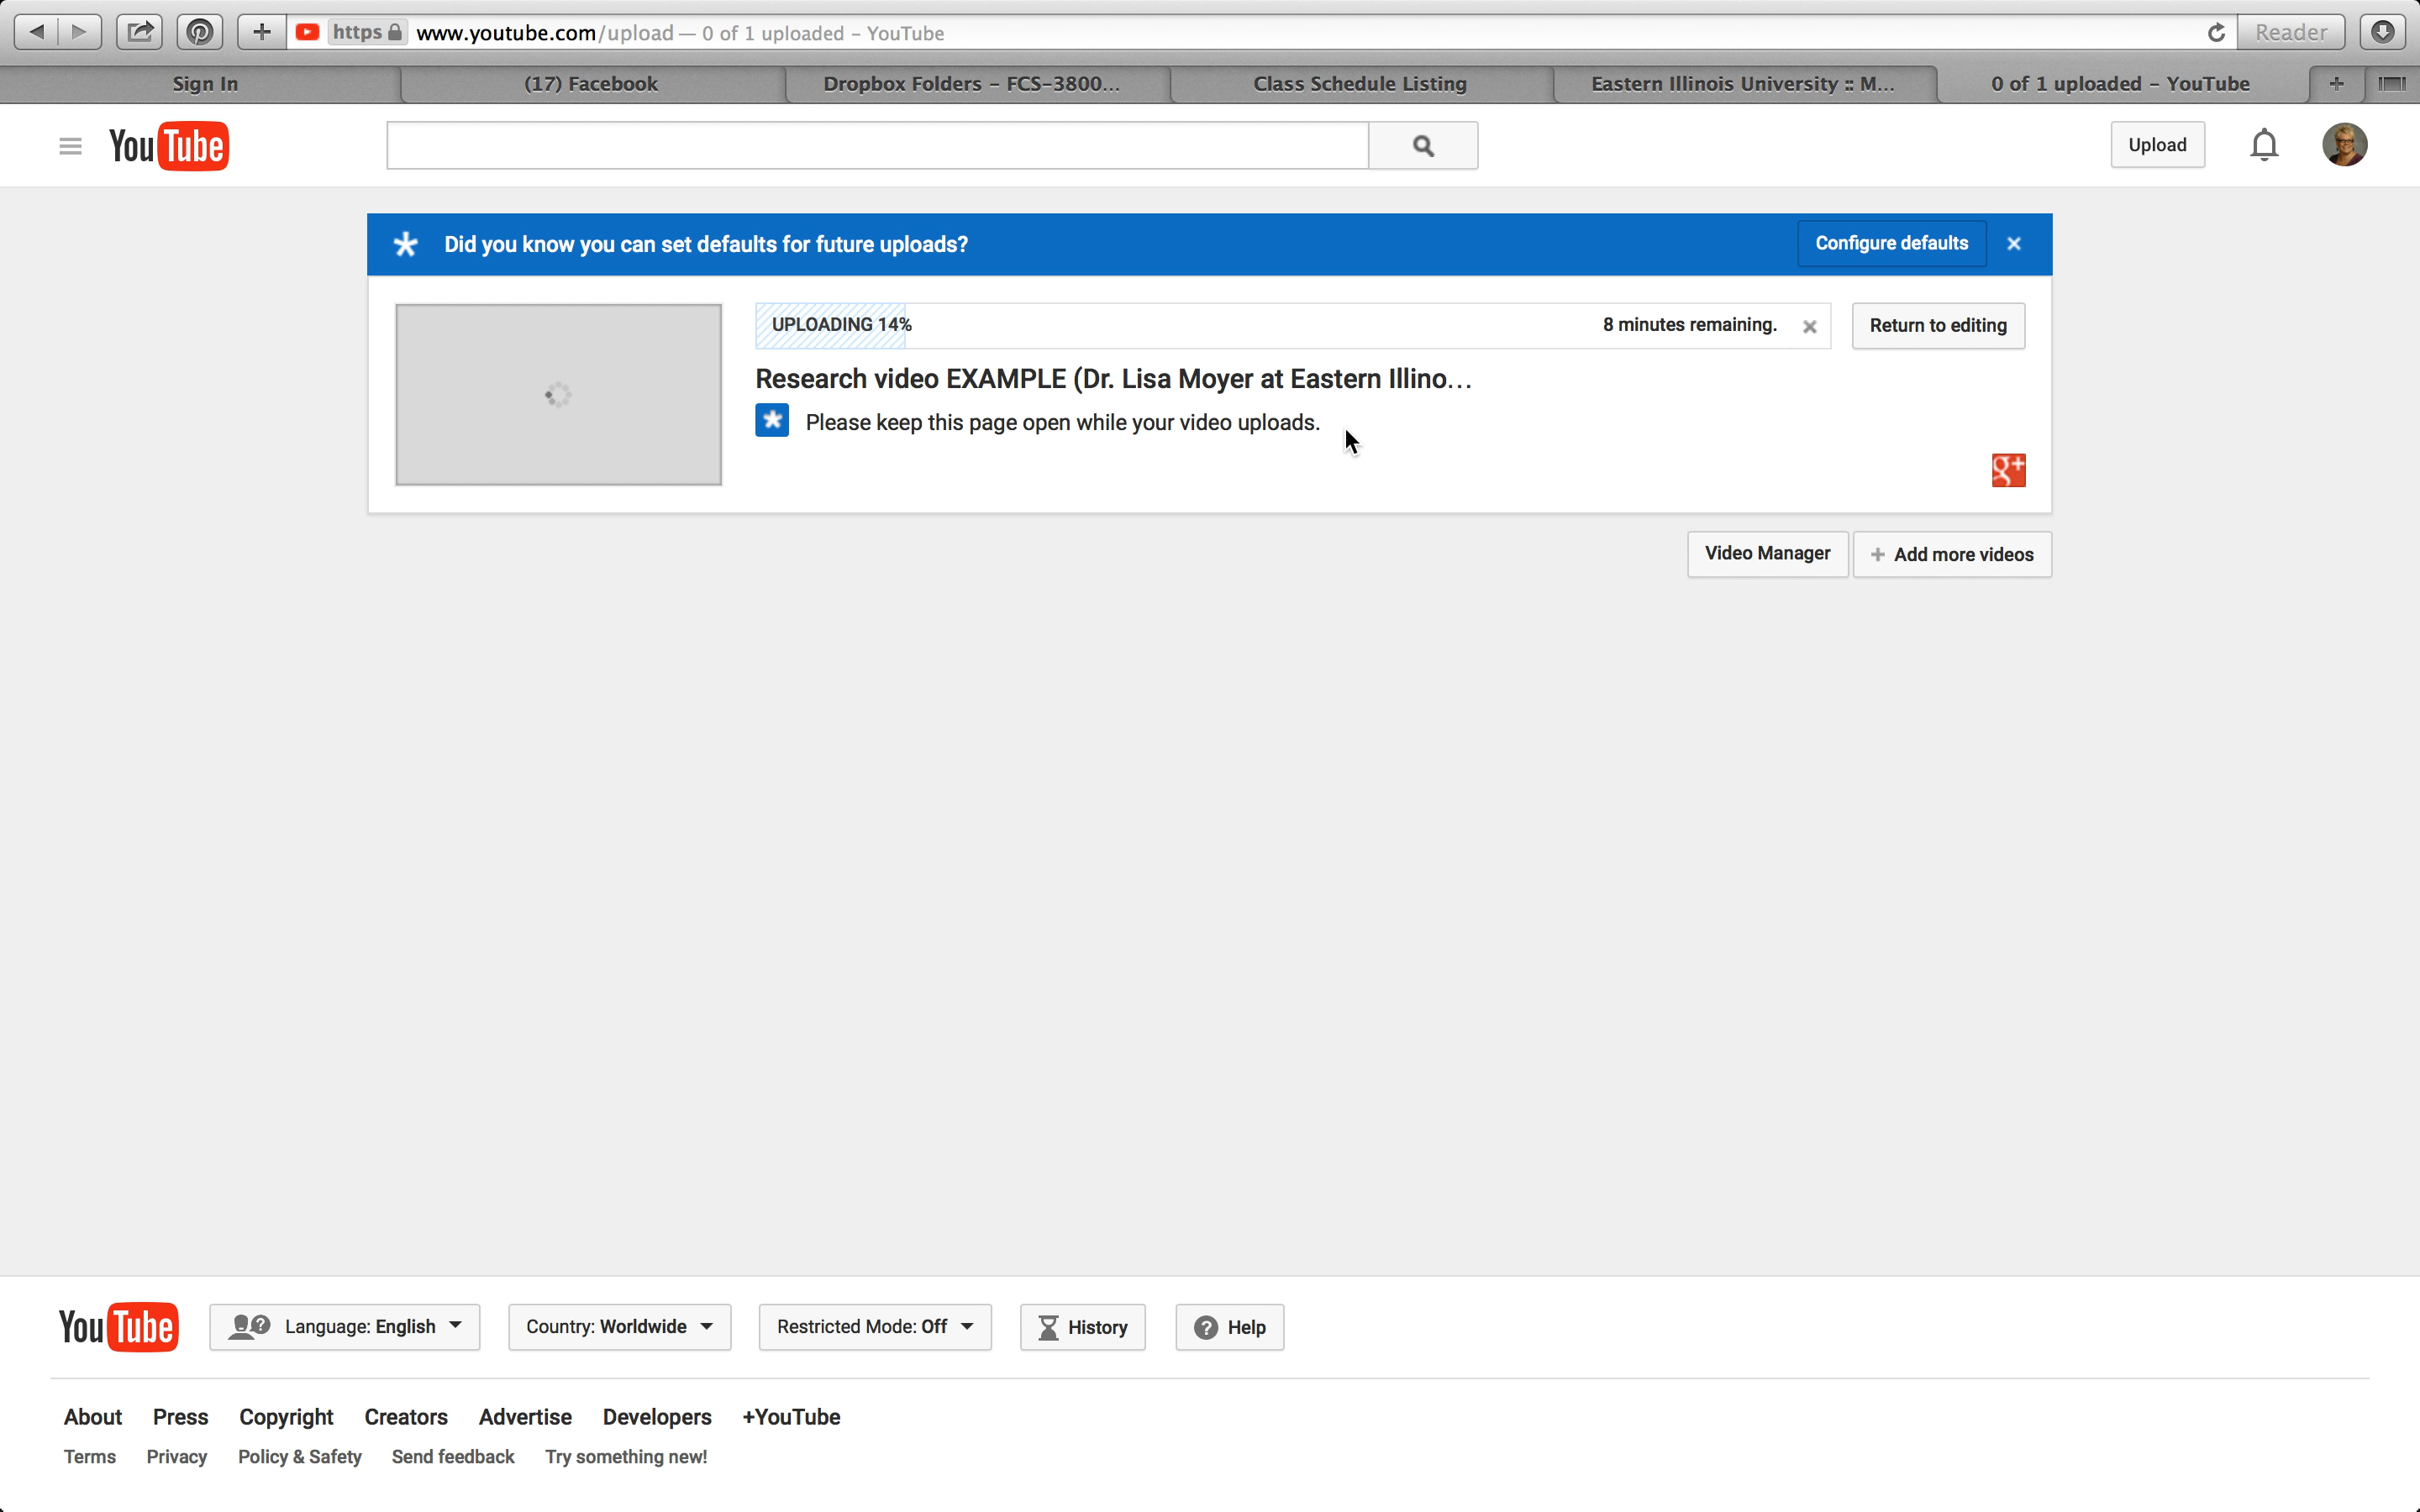 https www.youtube.com/upload — 0 of 1 uploaded – YouTube
Reader
Sign In
(17) Facebook
Dropbox Folders – FCS–3800...
Class Schedule Listing
Eastern Illinois University :: M...
0 of 1 uploaded – YouTube
YouTube
Upload
Did you know you can set defaults for future uploads?
Configure defaults
UPLOADING 14%
8 minutes remaining.
Return to editing
Research video EXAMPLE (Dr. Lisa Moyer at Eastern Illino...
Please keep this page open while your video uploads.
g+
Video Manager
+ Add more videos
YouTube
Language: English
Country: Worldwide
Restricted Mode: Off
History
Help
About Press Copyright Creators Advertise Developers +YouTube
Terms Privacy Policy & Safety Send feedback Try something new!